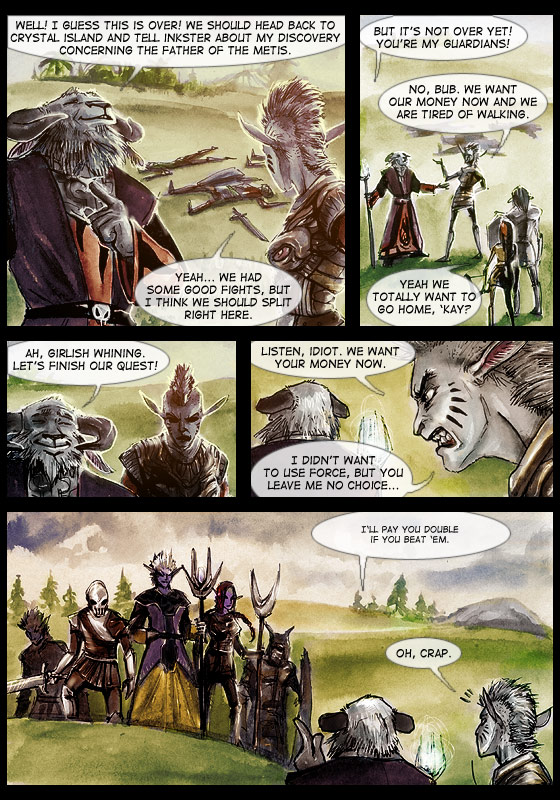 WELL! I GUESS THIS IS OVER! WE SHOULD HEAD BACK TO
CRYSTAL ISLAND AND TELL INKSTER ABOUT MY DISCOVERY
CONCERNING THE FATHER OF THE METIS.
YEAH... WE HAD
SOME GOOD FIGHTS, BUT
I THINK WE SHOULD SPLIT
RIGHT HERE.
BUT IT'S NOT OVER YET!
YOU'RE MY GUARDIANS!
NO, BUB. WE WANT
OUR MONEY NOW AND WE
ARE TIRED OF WALKING.
YEAH WE
TOTALLY WANT TO
GO HOME, 'KAY?
AH, GIRLISH WHINING.
LET'S FINISH OUR QUEST!
LISTEN, IDIOT. WE WANT
YOUR MONEY NOW.
I DIDN'T WANT
TO USE FORCE, BUT YOU
LEAVE ME NO CHOICE...
I'LL PAY YOU DOUBLE
IF YOU BEAT 'EM.
OH, CRAP.